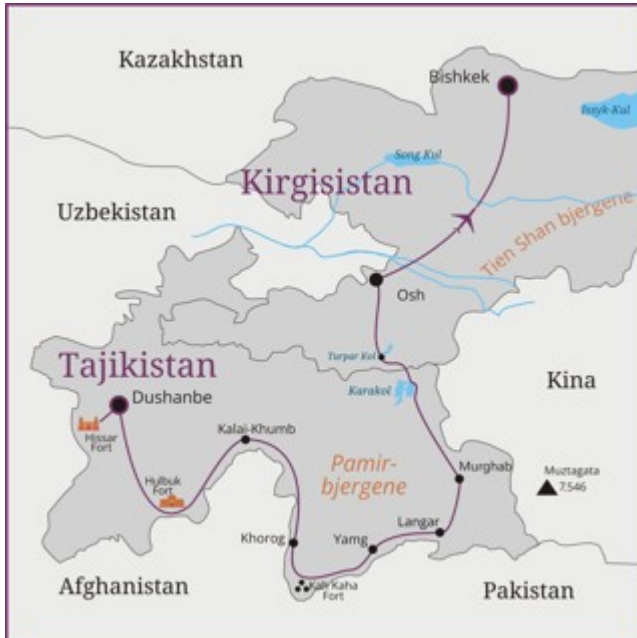 Kazakhstan
Bishkek
Issyk-Kul
Song Kul
Kirgisistan
Uzbekistan
Tien Shan bjergene
Osh
Turpar Kol
Tajikistan
Karakol
Kina
Dushanbe
Hissar
Fort
Kalai-Khumb
Pamir-
bjergene
Murghab
Muztagata
7.546
Hulbuk
Fort
Langar
Khorog
Yamg
Kah Kaha
Fort
Afghanistan
Pakistan